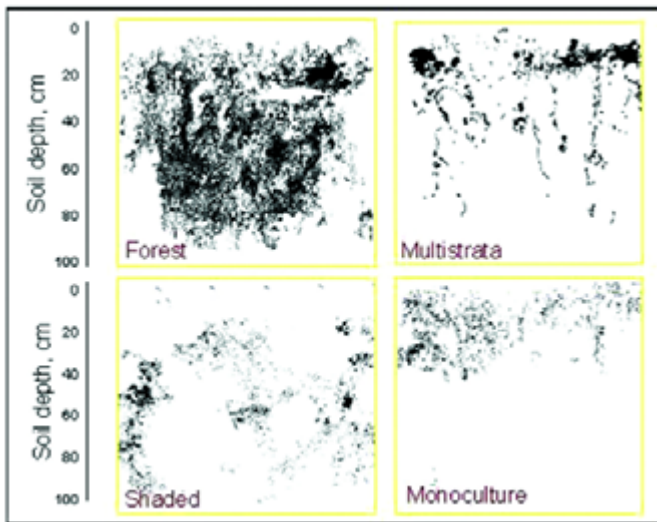 Soil depth, cm
0
20
40
60
80
100
Forest
Multistrata
Soil depth, cm
0
20
40
60
80
100
Shaded
Monoculture